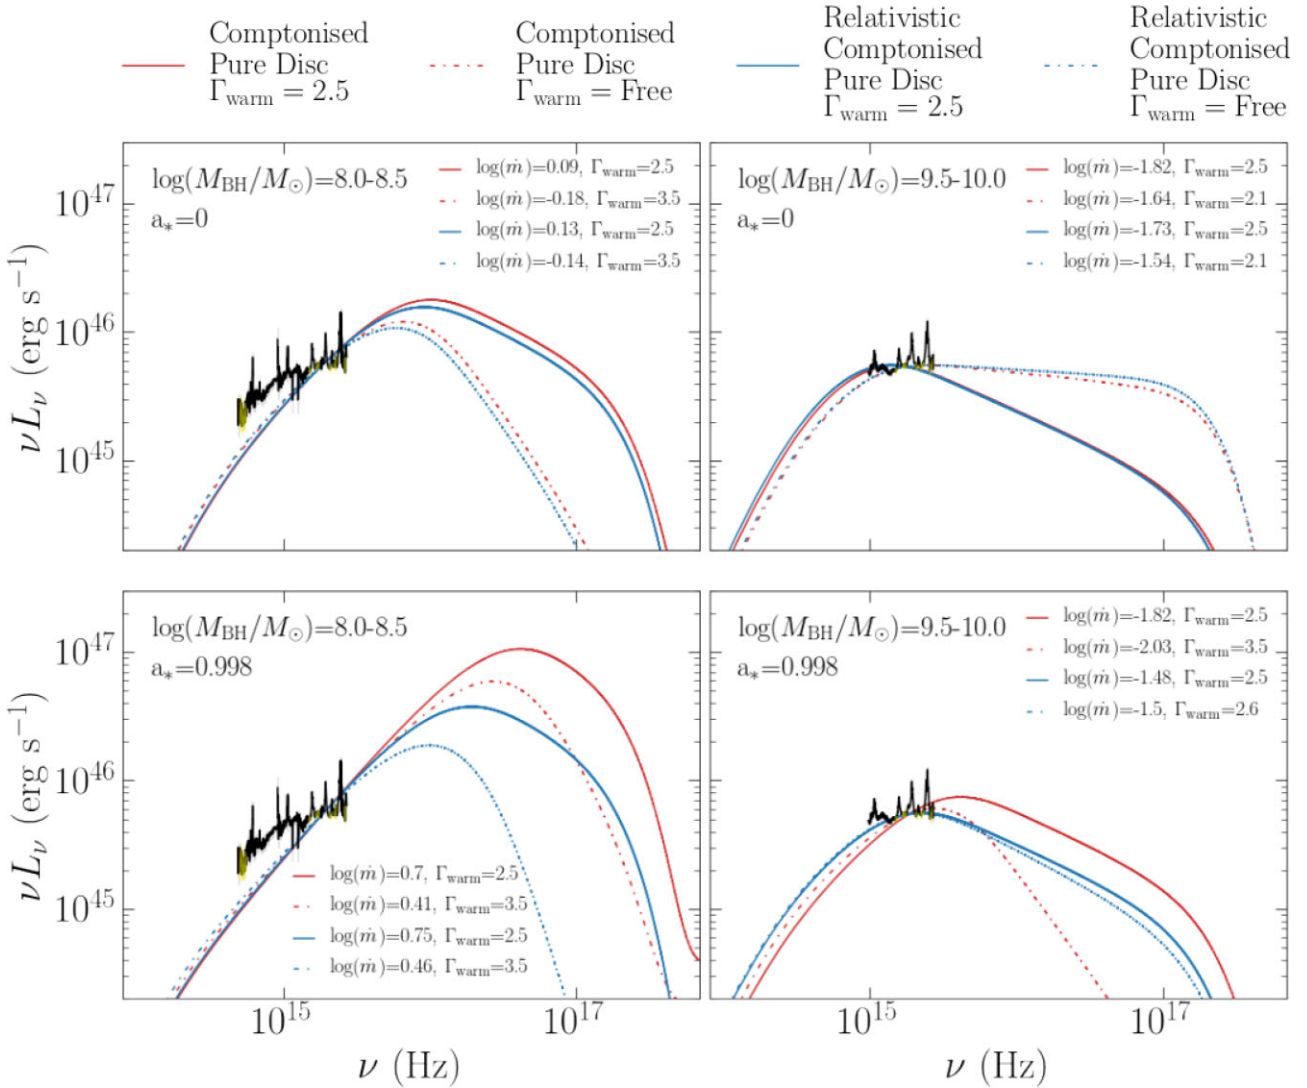 Comptonised
Pure Disc
Γwarm = 2.5
Comptonised
Pure Disc
Γwarm = Free
Relativistic
Comptonised
Pure Disc
Γwarm = 2.5
Relativistic
Comptonised
Pure Disc
Γwarm = Free
log(MBH/M⊙)=8.0-8.5
a*=0
log(ṁ)=0.09, Γwarm=2.5
log(ṁ)=-0.18, Γwarm=3.5
log(ṁ)=0.13, Γwarm=2.5
log(ṁ)=-0.14, Γwarm=3.5
10^47
10^46
10^45
νLν (erg s^-1)
log(MBH/M⊙)=9.5-10.0
a*=0
log(ṁ)=-1.82, Γwarm=2.5
log(ṁ)=-1.64, Γwarm=2.1
log(ṁ)=-1.73, Γwarm=2.5
log(ṁ)=-1.54, Γwarm=2.1
log(MBH/M⊙)=8.0-8.5
a*=0.998
log(ṁ)=0.7, Γwarm=2.5
log(ṁ)=0.41, Γwarm=3.5
log(ṁ)=0.75, Γwarm=2.5
log(ṁ)=0.46, Γwarm=3.5
10^47
10^46
10^45
νLν (erg s^-1)
10^15
10^17
ν (Hz)
log(MBH/M⊙)=9.5-10.0
a*=0.998
log(ṁ)=-1.82, Γwarm=2.5
log(ṁ)=-2.03, Γwarm=3.5
log(ṁ)=-1.48, Γwarm=2.5
log(ṁ)=-1.5, Γwarm=2.6
10^15
10^17
ν (Hz)